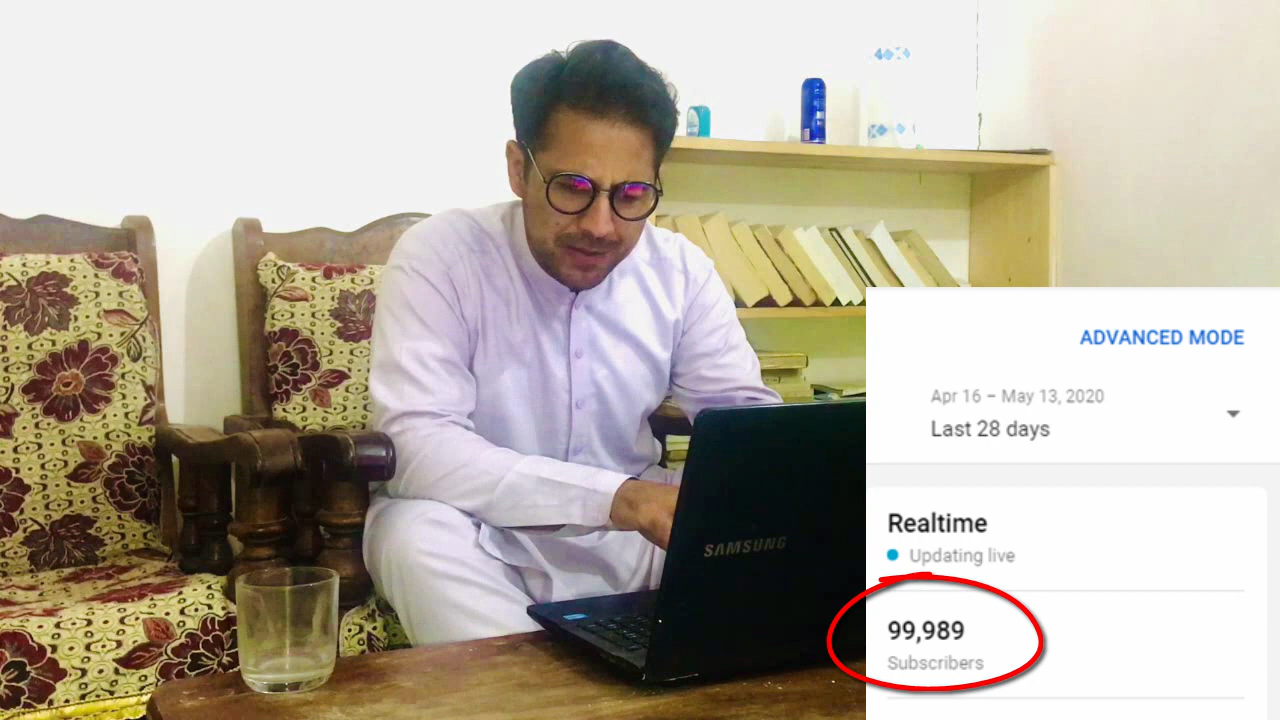 SAMSUNG
ADVANCED MODE
Apr 16 – May 13, 2020
Last 28 days
Realtime
Updating live
99,989
Subscribers